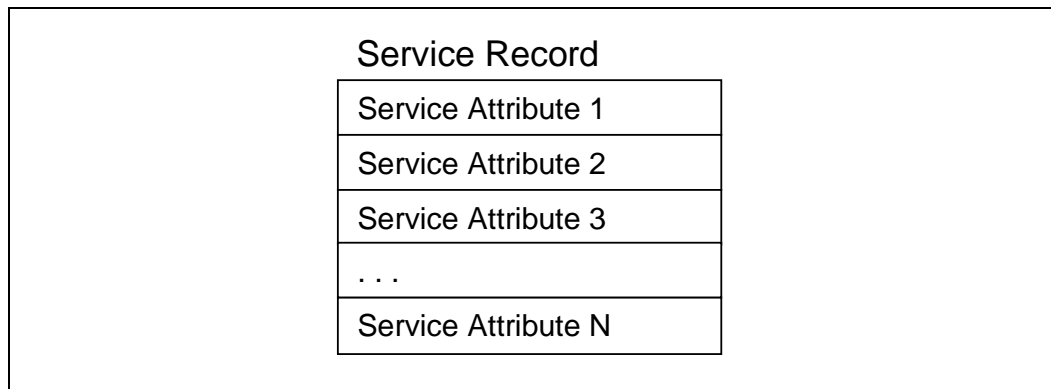 Service Record
Service Attribute 1
Service Attribute 2
Service Attribute 3
. . .
Service Attribute N